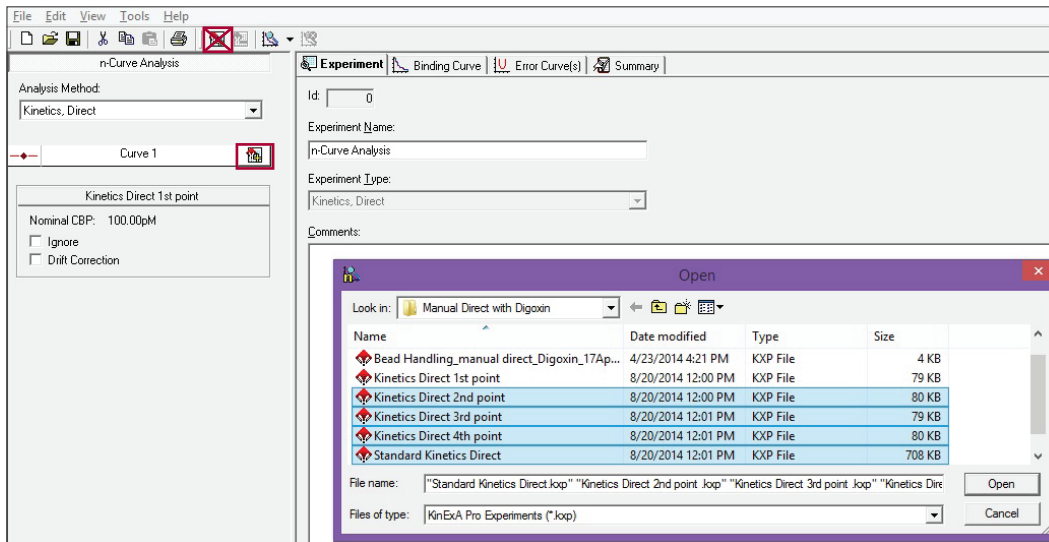 File Edit View Tools Help
n-Curve Analysis
Analysis Method:
Kinetics, Direct
Curve 1
Kinetics Direct 1st point
Nominal CBP: 100.00pM
Ignore
Drift Correction
Experiment Binding Curve Error Curve(s) Summary
Id: 0
Experiment Name:
n-Curve Analysis
Experiment Type:
Kinetics, Direct
Comments:
Open
Look in: Manual Direct with Digoxin
Name Date modified Type Size
Bead Handling_manual direct_Digoxin_17Ap... 4/23/2014 4:21 PM KXP File 4 KB
Kinetics Direct 1st point 8/20/2014 12:00 PM KXP File 79 KB
Kinetics Direct 2nd point 8/20/2014 12:00 PM KXP File 80 KB
Kinetics Direct 3rd point 8/20/2014 12:01 PM KXP File 79 KB
Kinetics Direct 4th point 8/20/2014 12:01 PM KXP File 80 KB
Standard Kinetics Direct 8/20/2014 12:01 PM KXP File 708 KB
File name: "Standard Kinetics Direct.kxp" "Kinetics Direct 2nd point .kxp" "Kinetics Direct 3rd point .kxp" "Kinetics Dire Open
Files of type: KinExA Pro Experiments (*.kxp) Cancel